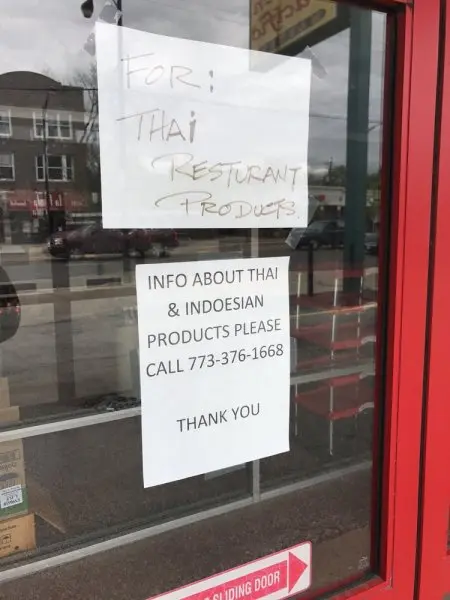 FOR:
THAi
RESTURANT
PRODUCTS
INFO ABOUT THAI
& INDOESIAN
PRODUCTS PLEASE
CALL 773-376-1668
THANK YOU
SLIDING DOOR